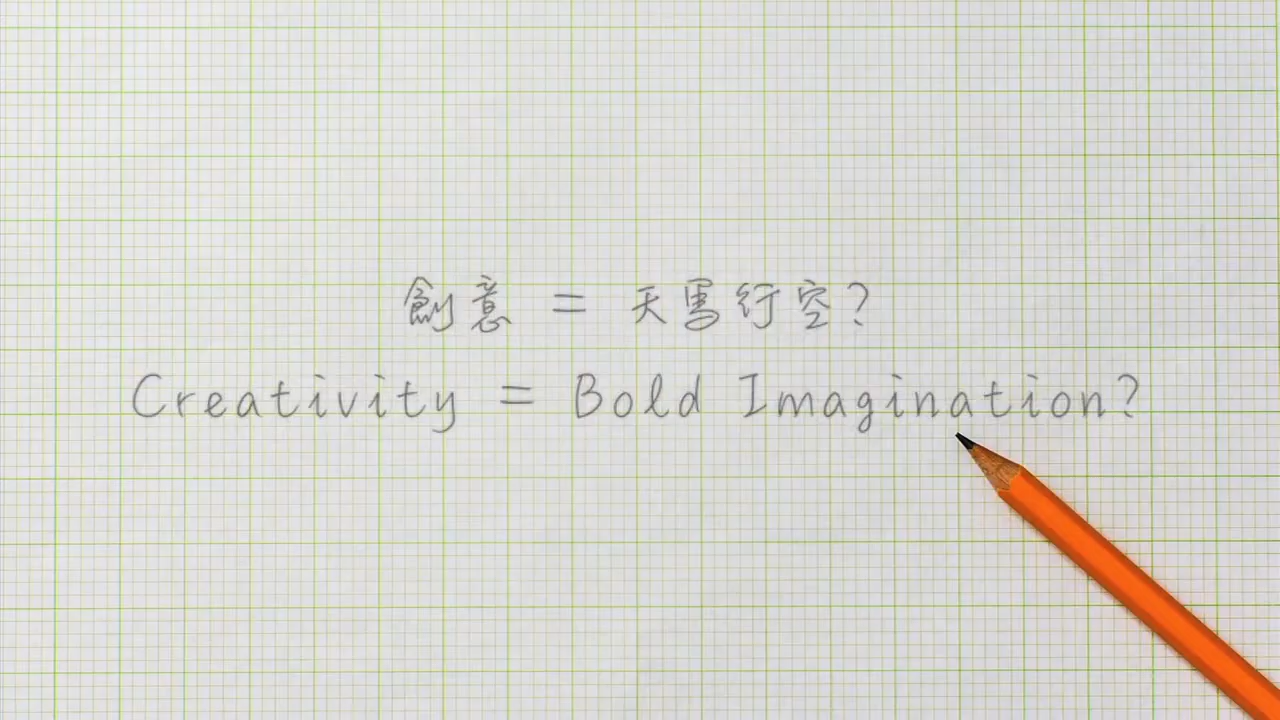 創意 = 天馬行空?
Creativity = Bold Imagination?